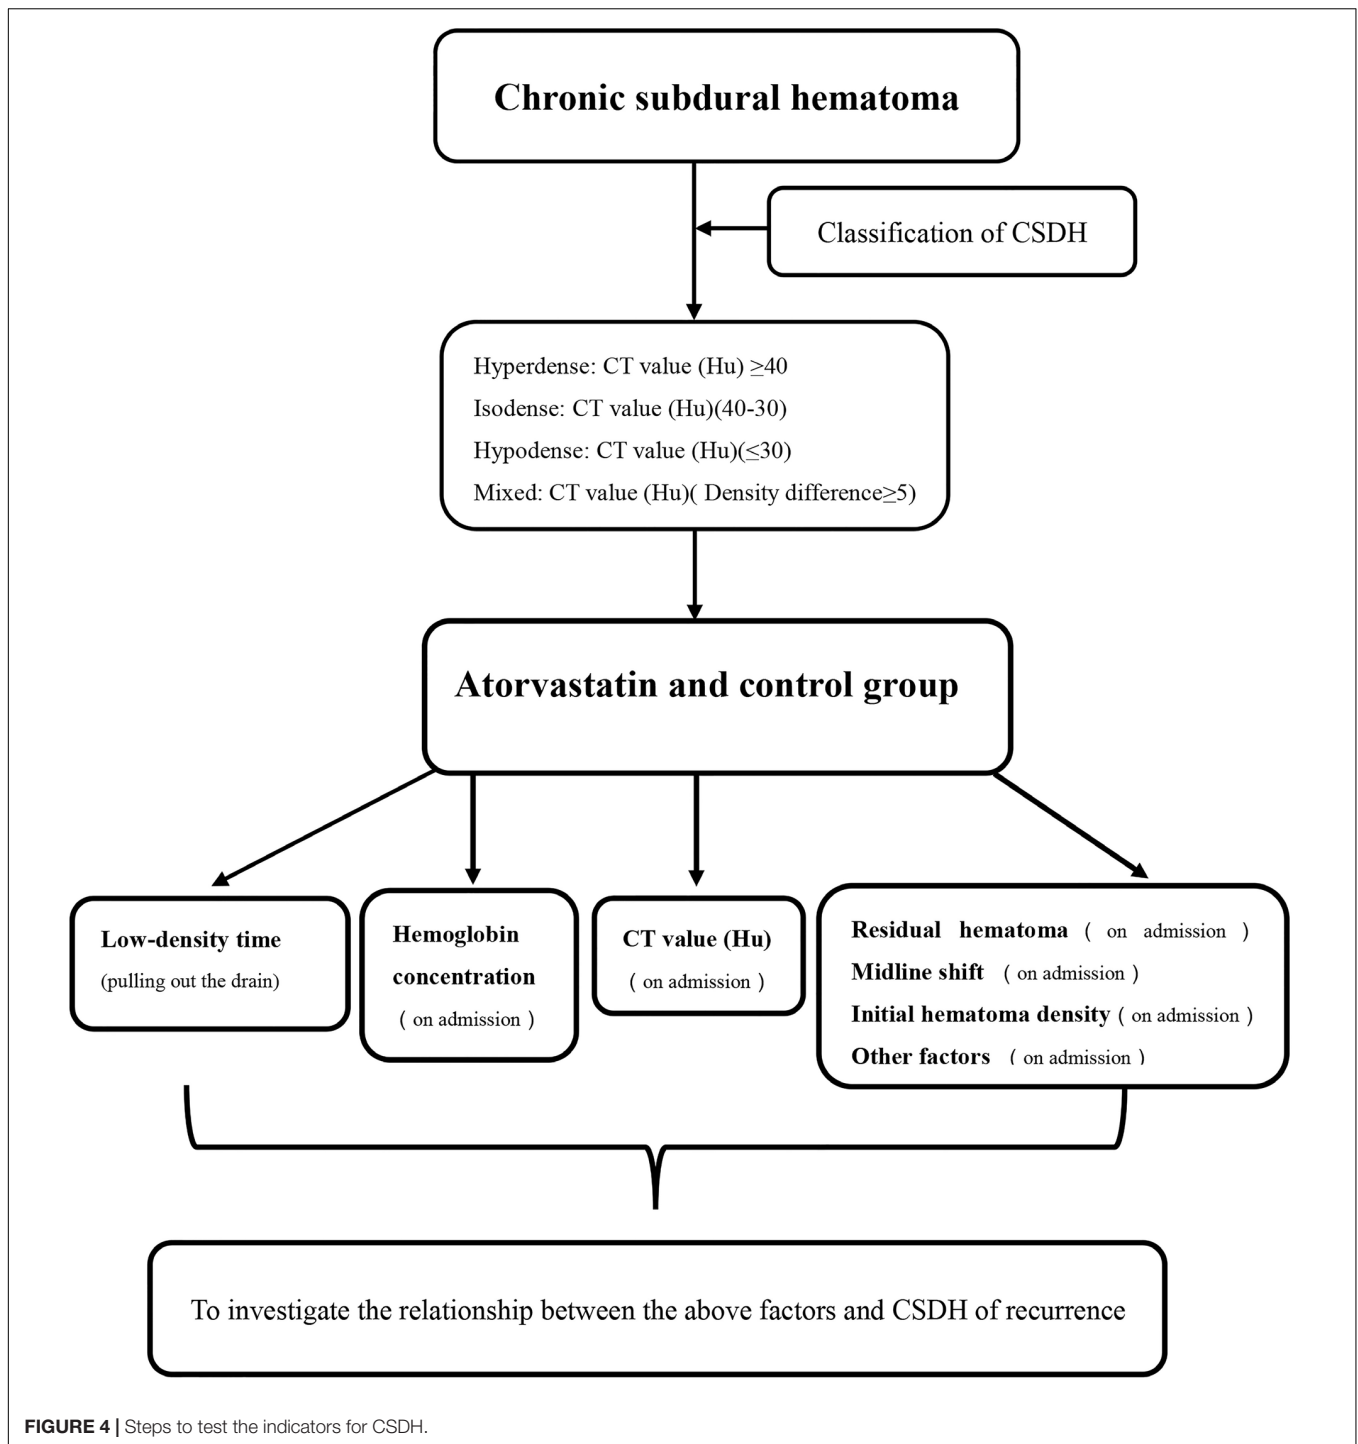 Chronic subdural hematoma
Classification of CSDH
Hyperdense: CT value (Hu) ≥40
Isodense: CT value (Hu)(40-30)
Hypodense: CT value (Hu)(≤30)
Mixed: CT value (Hu)( Density difference≥5)
Atorvastatin and control group
Low-density time
(pulling out the drain)
Hemoglobin
concentration
( on admission )
CT value (Hu)
( on admission )
Residual hematoma ( on admission )
Midline shift ( on admission )
Initial hematoma density ( on admission )
Other factors ( on admission )
To investigate the relationship between the above factors and CSDH of recurrence
FIGURE 4 | Steps to test the indicators for CSDH.